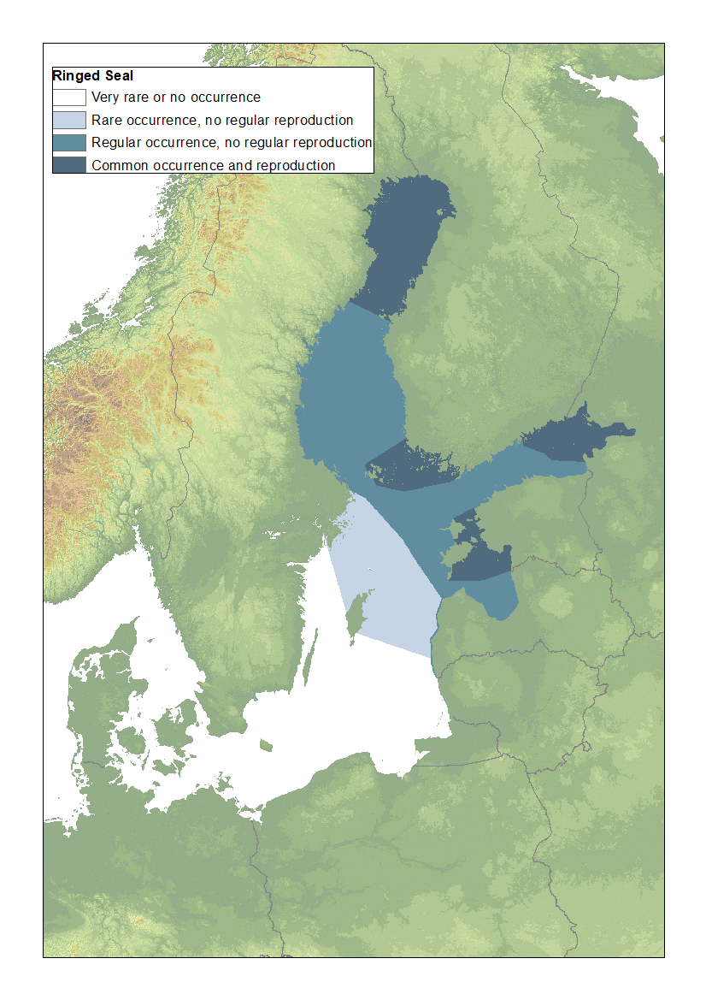 Ringed Seal
Very rare or no occurrence
Rare occurrence, no regular reproduction
Regular occurrence, no regular reproduction
Common occurrence and reproduction